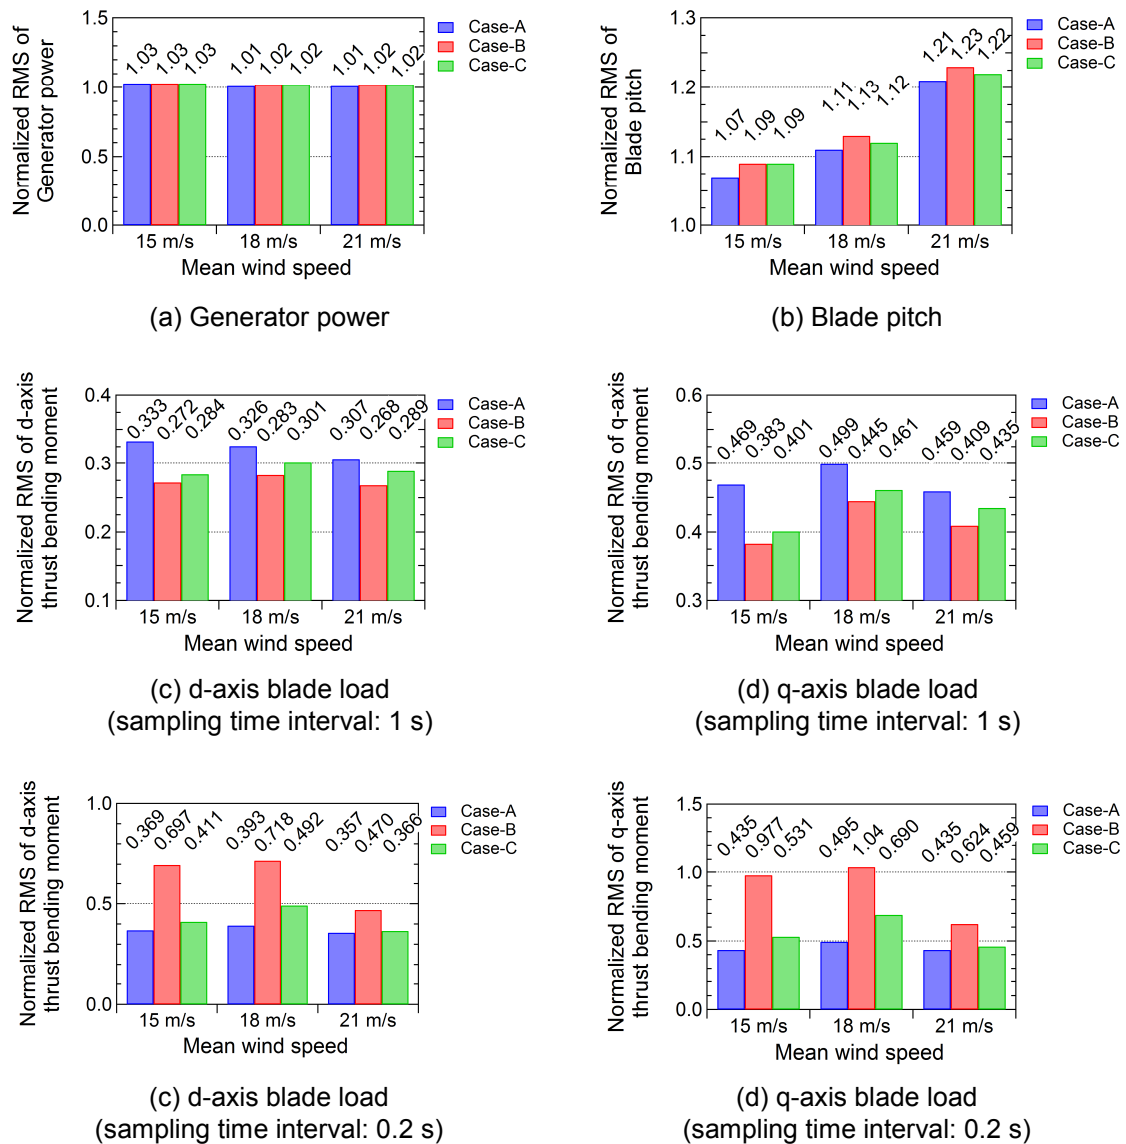 Normalized RMS of
Generator power
1.5
1.0
0.5
0.0
1.03
1.03
1.03
1.01
1.02
1.02
1.01
1.02
1.02
15 m/s
18 m/s
21 m/s
Mean wind speed
Case-A
Case-B
Case-C
(a) Generator power
Normalized RMS of
Blade pitch
1.3
1.2
1.1
1.0
1.07
1.09
1.09
1.11
1.13
1.12
1.21
1.23
1.22
15 m/s
18 m/s
21 m/s
Mean wind speed
Case-A
Case-B
Case-C
(b) Blade pitch
Normalized RMS of d-axis
thrust bending moment
0.4
0.3
0.2
0.1
0.333
0.272
0.284
0.326
0.283
0.301
0.307
0.268
0.289
15 m/s
18 m/s
21 m/s
Mean wind speed
Case-A
Case-B
Case-C
(c) d-axis blade load
(sampling time interval: 1 s)
Normalized RMS of q-axis
thrust bending moment
0.6
0.5
0.4
0.3
0.469
0.383
0.401
0.499
0.445
0.461
0.459
0.409
0.435
15 m/s
18 m/s
21 m/s
Mean wind speed
Case-A
Case-B
Case-C
(d) q-axis blade load
(sampling time interval: 1 s)
Normalized RMS of d-axis
thrust bending moment
1.0
0.5
0.0
0.369
0.697
0.411
0.393
0.718
0.492
0.357
0.470
0.366
15 m/s
18 m/s
21 m/s
Mean wind speed
Case-A
Case-B
Case-C
(c) d-axis blade load
(sampling time interval: 0.2 s)
Normalized RMS of q-axis
thrust bending moment
1.5
1.0
0.5
0.0
0.435
0.977
0.531
0.495
1.04
0.690
0.435
0.624
0.459
15 m/s
18 m/s
21 m/s
Mean wind speed
Case-A
Case-B
Case-C
(d) q-axis blade load
(sampling time interval: 0.2 s)